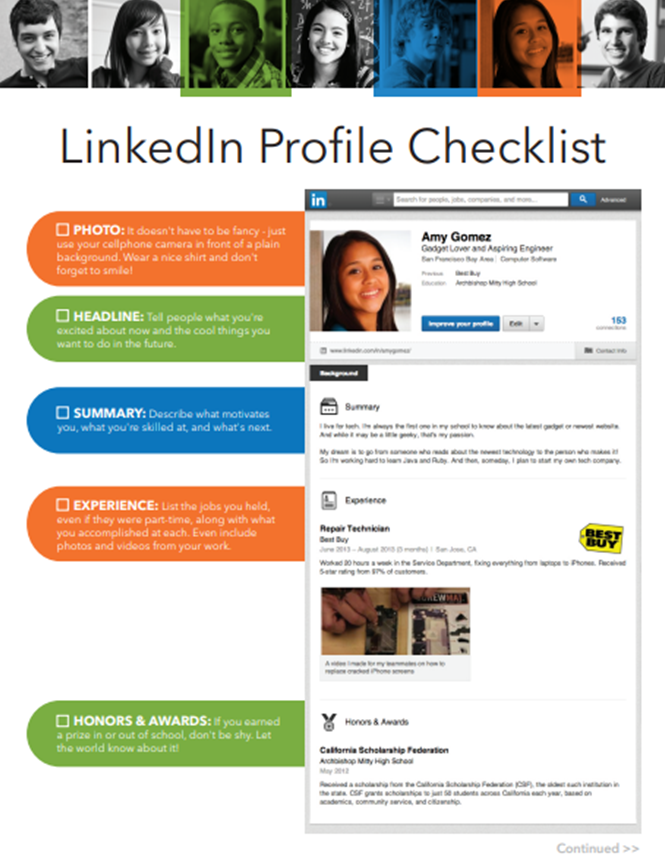 LinkedIn Profile Checklist
PHOTO: It doesn't have to be fancy - just
use your cellphone camera in front of a plain
background. Wear a nice shirt and don't
forget to smile!
HEADLINE: Tell people what you're
excited about now and the cool things you
want to do in the future.
SUMMARY: Describe what motivates
you, what you're skilled at, and what's next.
EXPERIENCE: List the jobs you held,
even if they were part-time, along with what
you accomplished at each. Even include
photos and videos from your work.
HONORS & AWARDS: If you earned
a prize in or out of school, don't be shy. Let
the world know about it!
in
Search for people, jobs, companies, and more...
Advanced
Amy Gomez
Gadget Lover and Aspiring Engineer
San Francisco Bay Area | Computer Software
Previous Best Buy
Education Archbishop Mitty High School
Improve your profile
Edit
153
connections
www.linkedin.com/in/amygomez/
Contact Info
Background
Summary
I live for tech. I'm always the first one in my school to know about the latest gadget or newest website.
And while it may be a little geeky, that's my passion.
My dream is to go from someone who reads about the newest technology to the person who makes it!
So I'm working hard to learn Java and Ruby. And then, someday, I plan to start my own tech company.
Experience
Repair Technician
Best Buy
June 2013 – August 2013 (3 months) | San Jose, CA
BEST
BUY
Worked 20 hours a week in the Service Department, fixing everything from laptops to iPhones. Received
5-star rating from 97% of customers.
A video I made for my teammates on how to
replace cracked iPhone screens
Honors & Awards
California Scholarship Federation
Archbishop Mitty High School
May 2013
Received a scholarship from the California Scholarship Federation (CSF), the oldest such institution in
the state. CSF grants scholarships to just 50 students across California each year, based on
academics, community service, and citizenship.
Continued >>